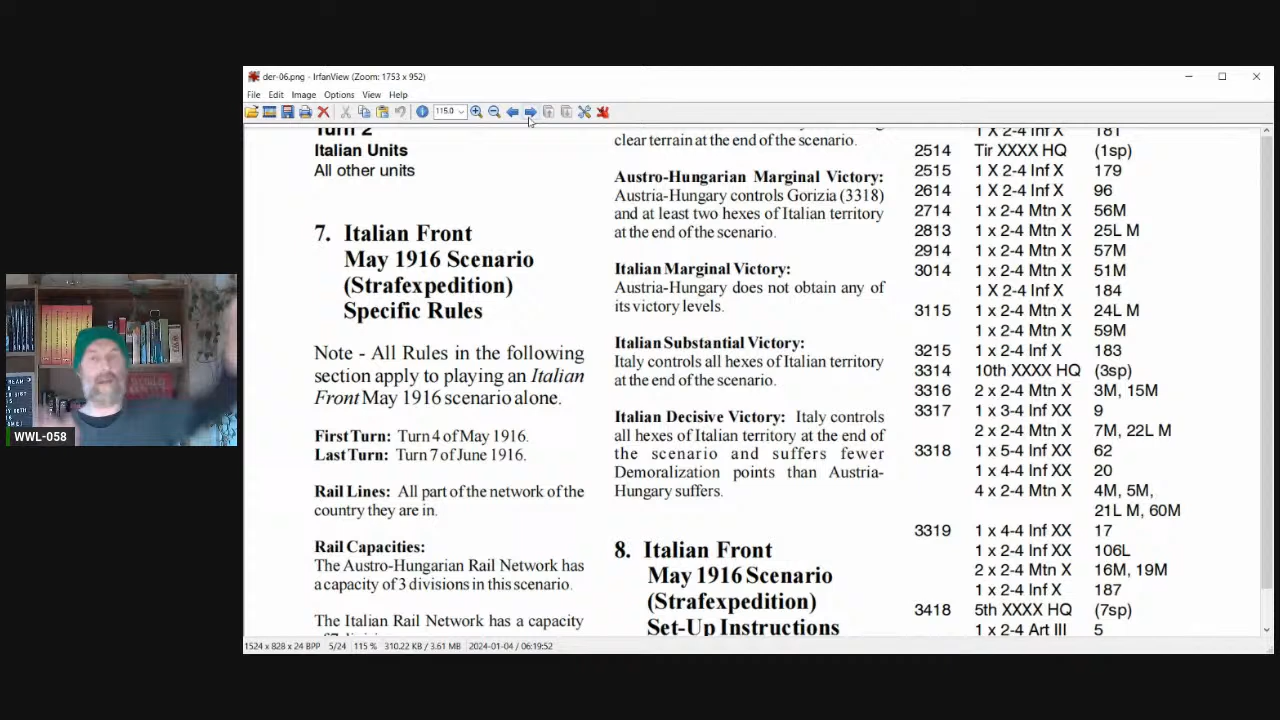 der-06.png - IrfanView (Zoom: 1753 x 952)
File Edit Image Options View Help
115.0
Turn 2
Italian Units
All other units
7. Italian Front
May 1916 Scenario
(Strafexpedition)
Specific Rules
Note - All Rules in the following
section apply to playing an Italian
Front May 1916 scenario alone.
First Turn: Turn 4 of May 1916.
Last Turn: Turn 7 of June 1916.
Rail Lines: All part of the network of the
country they are in.
Rail Capacities:
The Austro-Hungarian Rail Network has
a capacity of 3 divisions in this scenario.
The Italian Rail Network has a capacity
clear terrain at the end of the scenario.
Austro-Hungarian Marginal Victory:
Austria-Hungary controls Gorizia (3318)
and at least two hexes of Italian territory
at the end of the scenario.
Italian Marginal Victory:
Austria-Hungary does not obtain any of
its victory levels.
Italian Substantial Victory:
Italy controls all hexes of Italian territory
at the end of the scenario.
Italian Decisive Victory: Italy controls
all hexes of Italian territory at the end of
the scenario and suffers fewer
Demoralization points than Austria-
Hungary suffers.
8. Italian Front
May 1916 Scenario
(Strafexpedition)
Set-Up Instructions
1 X 2-4 Inf X 181
2514 Tir XXXX HQ (1sp)
2515 1 X 2-4 Inf X 179
2614 1 X 2-4 Inf X 96
2714 1 x 2-4 Mtn X 56M
2813 1 x 2-4 Mtn X 25L M
2914 1 x 2-4 Mtn X 57M
3014 1 x 2-4 Mtn X 51M
1 X 2-4 Inf X 184
3115 1 x 2-4 Mtn X 24L M
1 x 2-4 Mtn X 59M
3215 1 x 2-4 Inf X 183
3314 10th XXXX HQ (3sp)
3316 2 x 2-4 Mtn X 3M, 15M
3317 1 x 3-4 Inf XX 9
2 x 2-4 Mtn X 7M, 22L M
3318 1 x 5-4 Inf XX 62
1 x 4-4 Inf XX 20
4 x 2-4 Mtn X 4M, 5M,
21L M, 60M
3319 1 x 4-4 Inf XX 17
1 x 2-4 Inf XX 106L
2 x 2-4 Mtn X 16M, 19M
1 x 2-4 Inf X 187
3418 5th XXXX HQ (7sp)
1 x 2-4 Art III 5
1524 x 828 x 24 BPP 5/24 115 % 310.22 KB / 3.61 MB 2024-01-04 / 06:19:52
WWL-058